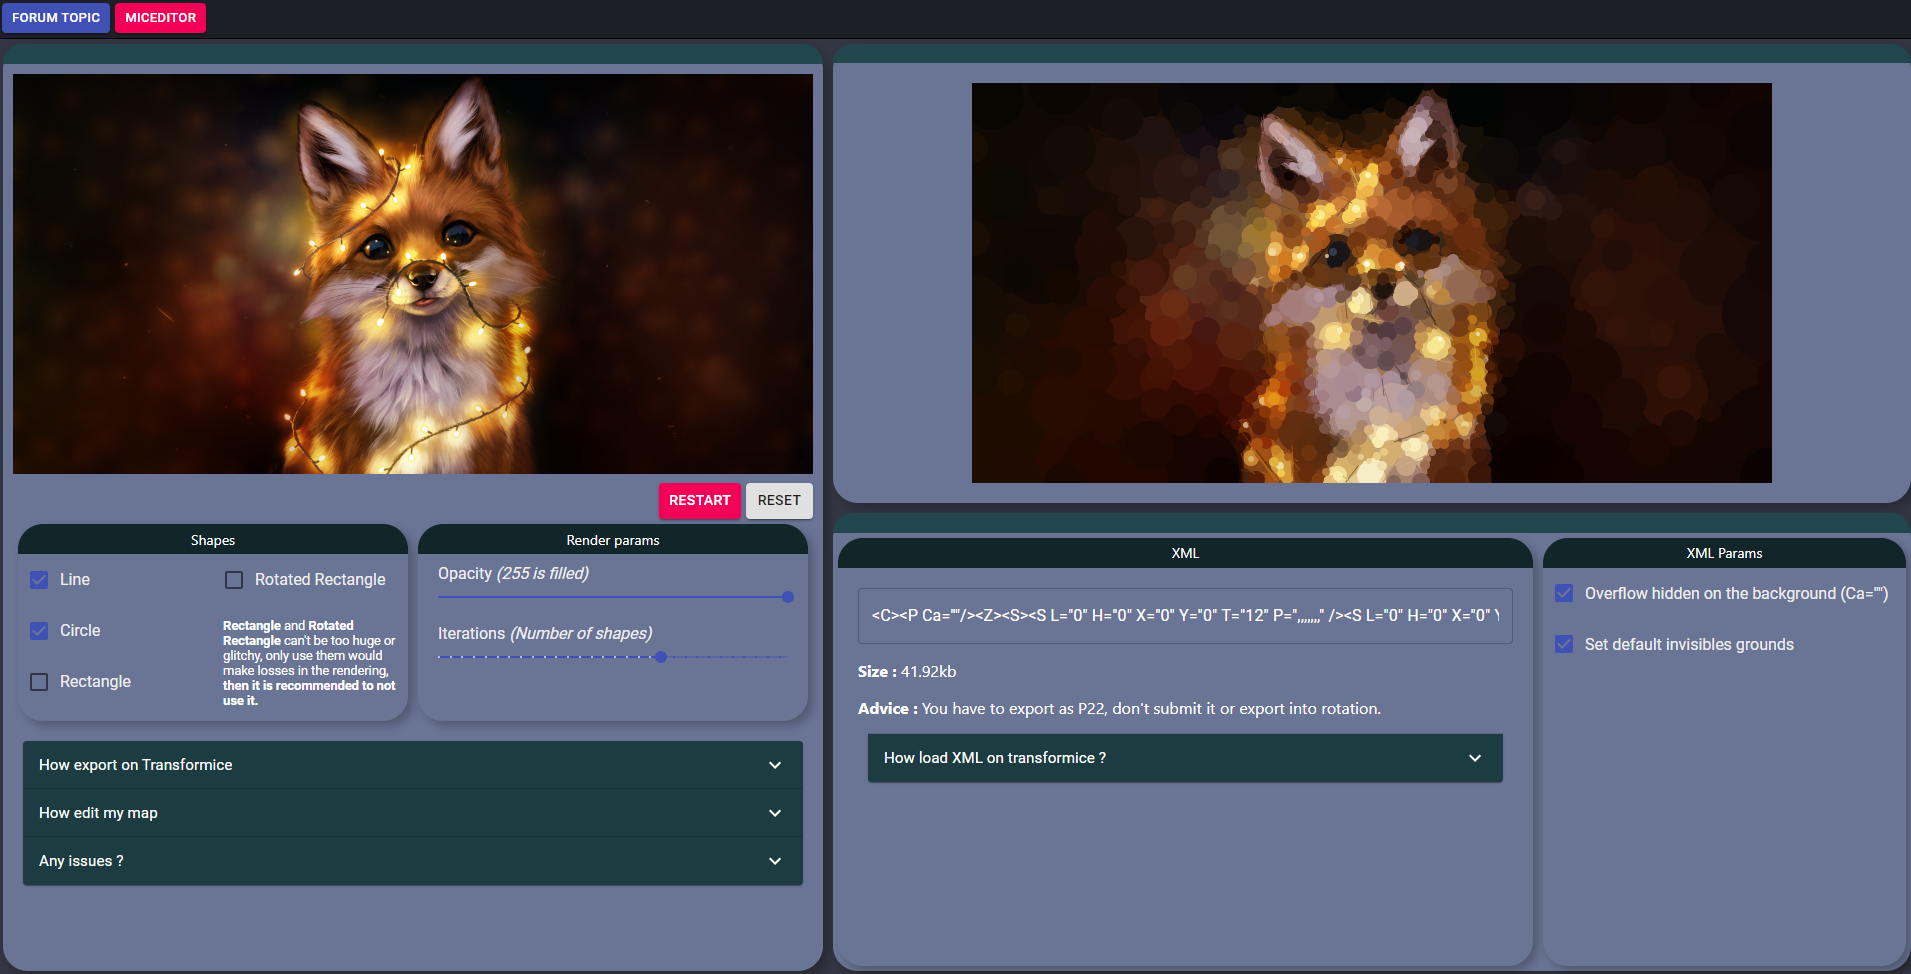 FORUM TOPIC MICEDITOR
RESTART RESET
Shapes
Line
Rotated Rectangle
Circle
Rectangle
Rectangle and Rotated
Rectangle can't be too huge or
glitchy, only use them would
make losses in the rendering,
then it is recommended to not
use it.
Render params
Opacity (255 is filled)
Iterations (Number of shapes)
How export on Transformice
How edit my map
Any issues ?
XML
<C><P Ca=""/><Z><S><S L="0" H="0" X="0" Y="0" T="12" P=",,,,,,," /><S L="0" H="0" X="0" Y
Size : 41.92kb
Advice : You have to export as P22, don't submit it or export into rotation.
How load XML on transformice ?
XML Params
Overflow hidden on the background (Ca="")
Set default invisibles grounds